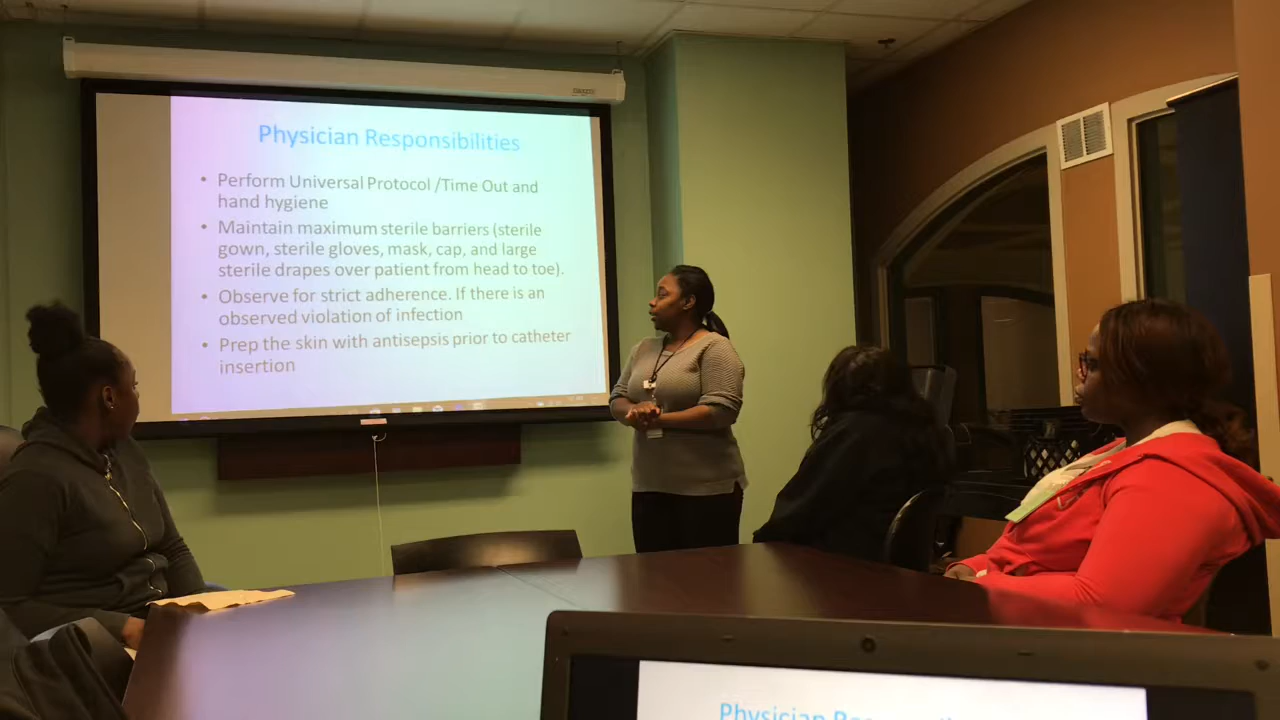 Physician Responsibilities
• Perform Universal Protocol /Time Out and
hand hygiene
• Maintain maximum sterile barriers (sterile
gown, sterile gloves, mask, cap, and large
sterile drapes over patient from head to toe).
• Observe for strict adherence. If there is an
observed violation of infection
• Prep the skin with antisepsis prior to catheter
insertion
Physician